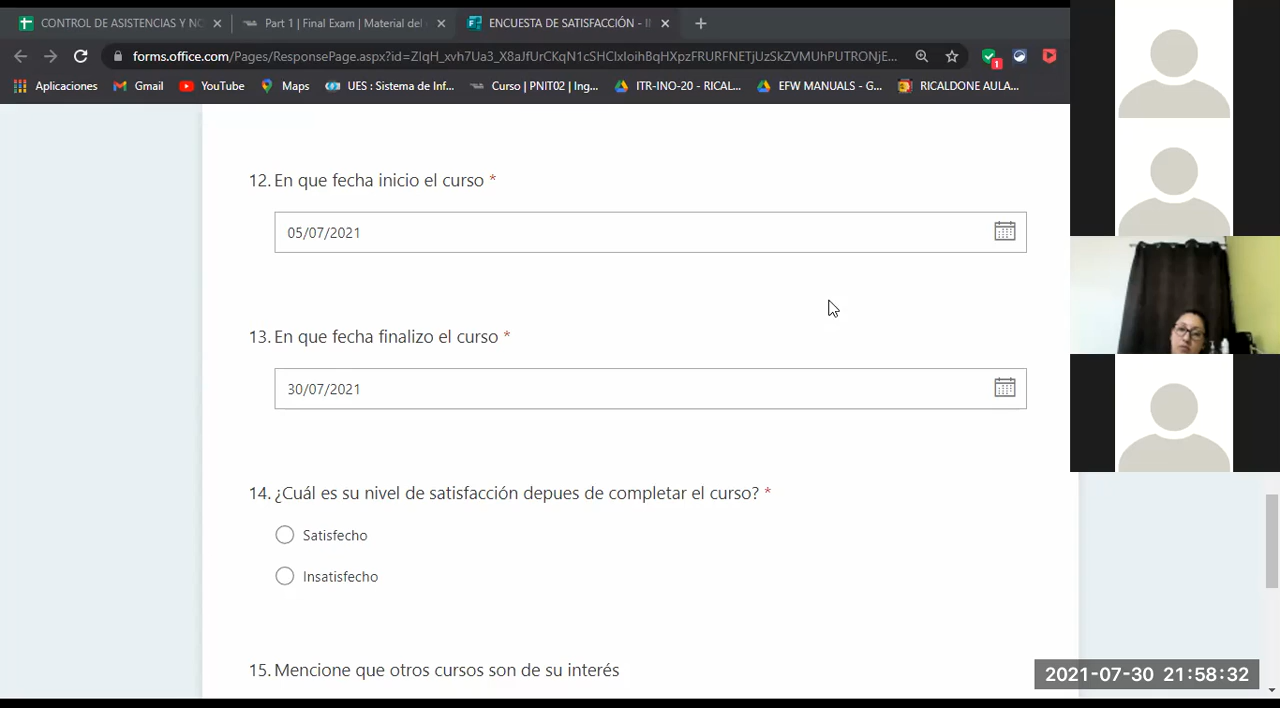 CONTROL DE ASISTENCIAS Y NO
Part 1 | Final Exam | Material del
ENCUESTA DE SATISFACCIÓN - I
forms.office.com/Pages/ResponsePage.aspx?id=ZIqH_xvh7Ua3_X8aJfUrCKqN1cSHCIxIoihBqHXpzFRURFNETjUzSkZVMUhPUTRONjE...
1
Aplicaciones
Gmail
YouTube
Maps
UES : Sistema de Inf...
Curso | PNIT02 | Ing...
ITR-INO-20 - RICAL...
EFW MANUALS - G...
RICALDONE AULA...
12. En que fecha inicio el curso *
05/07/2021
13. En que fecha finalizo el curso *
30/07/2021
14. ¿Cuál es su nivel de satisfacción depues de completar el curso? *
Satisfecho
Insatisfecho
15. Mencione que otros cursos son de su interés
2021-07-30 21:58:32